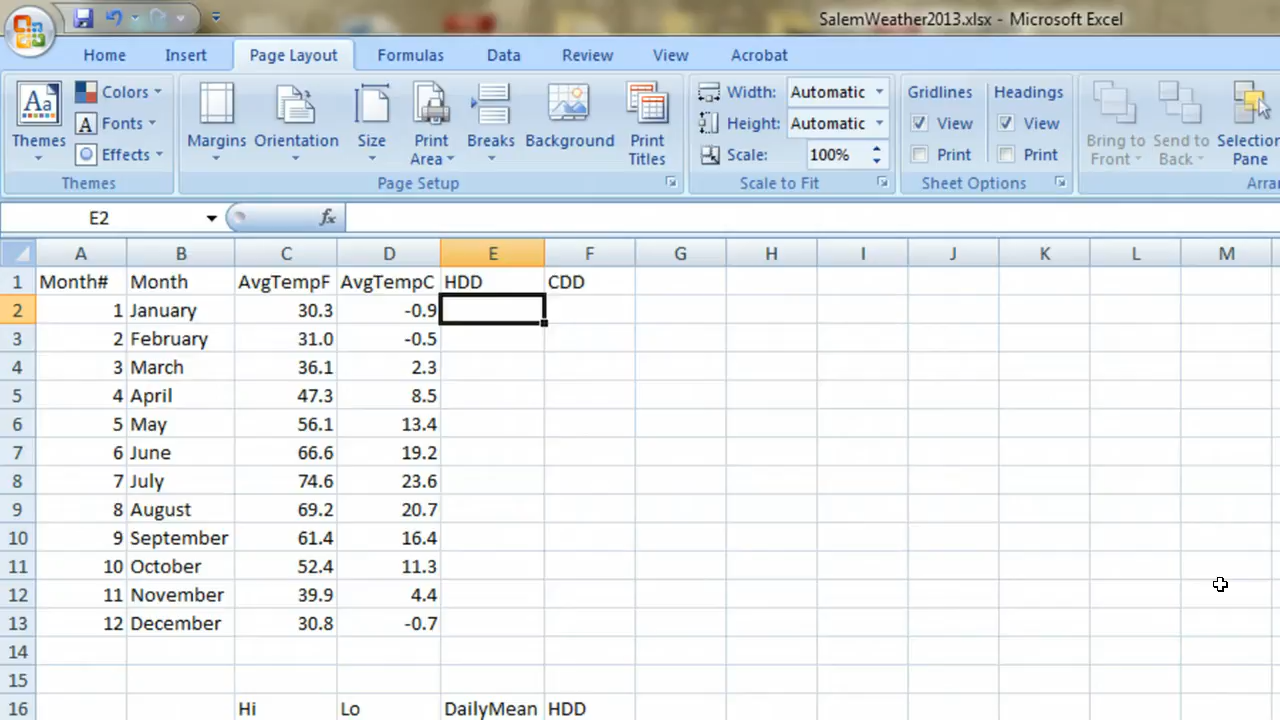 SalemWeather2013.xlsx - Microsoft Excel
Home Insert Page Layout Formulas Data Review View Acrobat
Aa Colors Width: Automatic Gridlines Headings
A Fonts Height: Automatic View View
Themes Effects Margins Orientation Size Print Area Breaks Background Print Titles Scale: 100% Print Print Bring to Front Send to Back Selection Pane
Themes Page Setup Scale to Fit Sheet Options
E2 fx
A B C D E F G H I J K L M
1 Month# Month AvgTempF AvgTempC HDD CDD
2 1 January 30.3 -0.9
3 2 February 31.0 -0.5
4 3 March 36.1 2.3
5 4 April 47.3 8.5
6 5 May 56.1 13.4
7 6 June 66.6 19.2
8 7 July 74.6 23.6
9 8 August 69.2 20.7
10 9 September 61.4 16.4
11 10 October 52.4 11.3
12 11 November 39.9 4.4
13 12 December 30.8 -0.7
14
15
16 Hi Lo DailyMean HDD